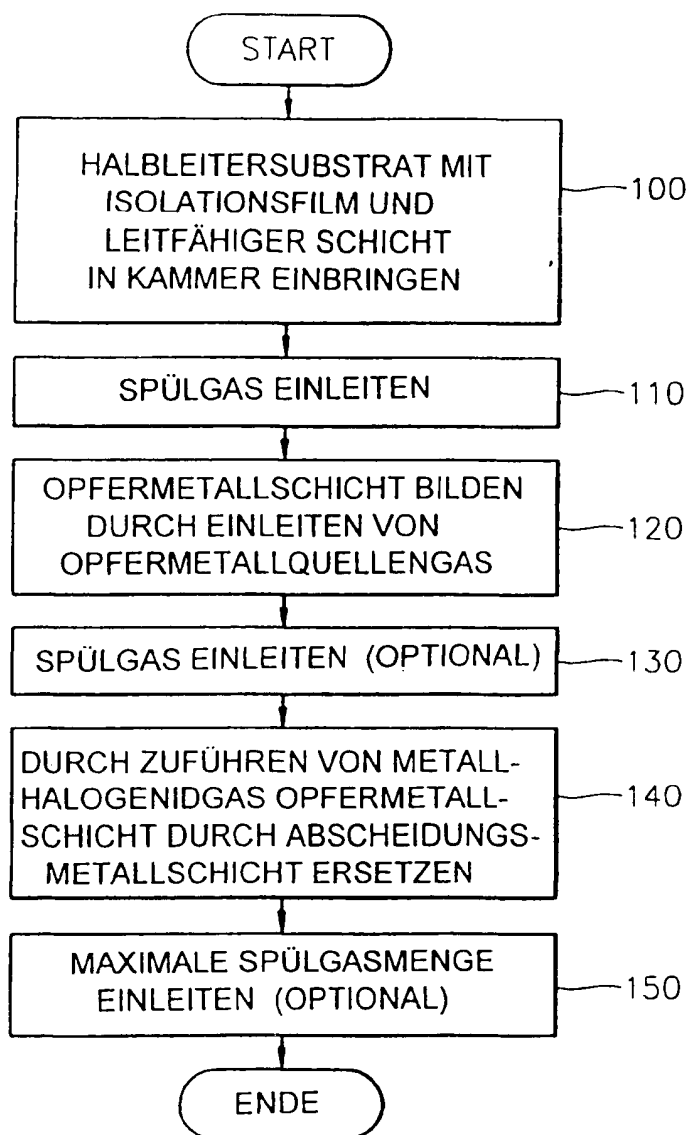 START
HALBLEITERSUBSTRAT MIT
ISOLATIONSFILM UND
LEITFÄHIGER SCHICHT
IN KAMMER EINBRINGEN
100
SPÜLGAS EINLEITEN
110
OPFERMETALLSCHICHT BILDEN
DURCH EINLEITEN VON
OPFERMETALLQUELLENGAS
120
SPÜLGAS EINLEITEN (OPTIONAL)
130
DURCH ZUFÜHREN VON METALL-
HALOGENIDGAS OPFERMETALL-
SCHICHT DURCH ABSCHEIDUNGS-
METALLSCHICHT ERSETZEN
140
MAXIMALE SPÜLGASMENGE
EINLEITEN (OPTIONAL)
150
ENDE